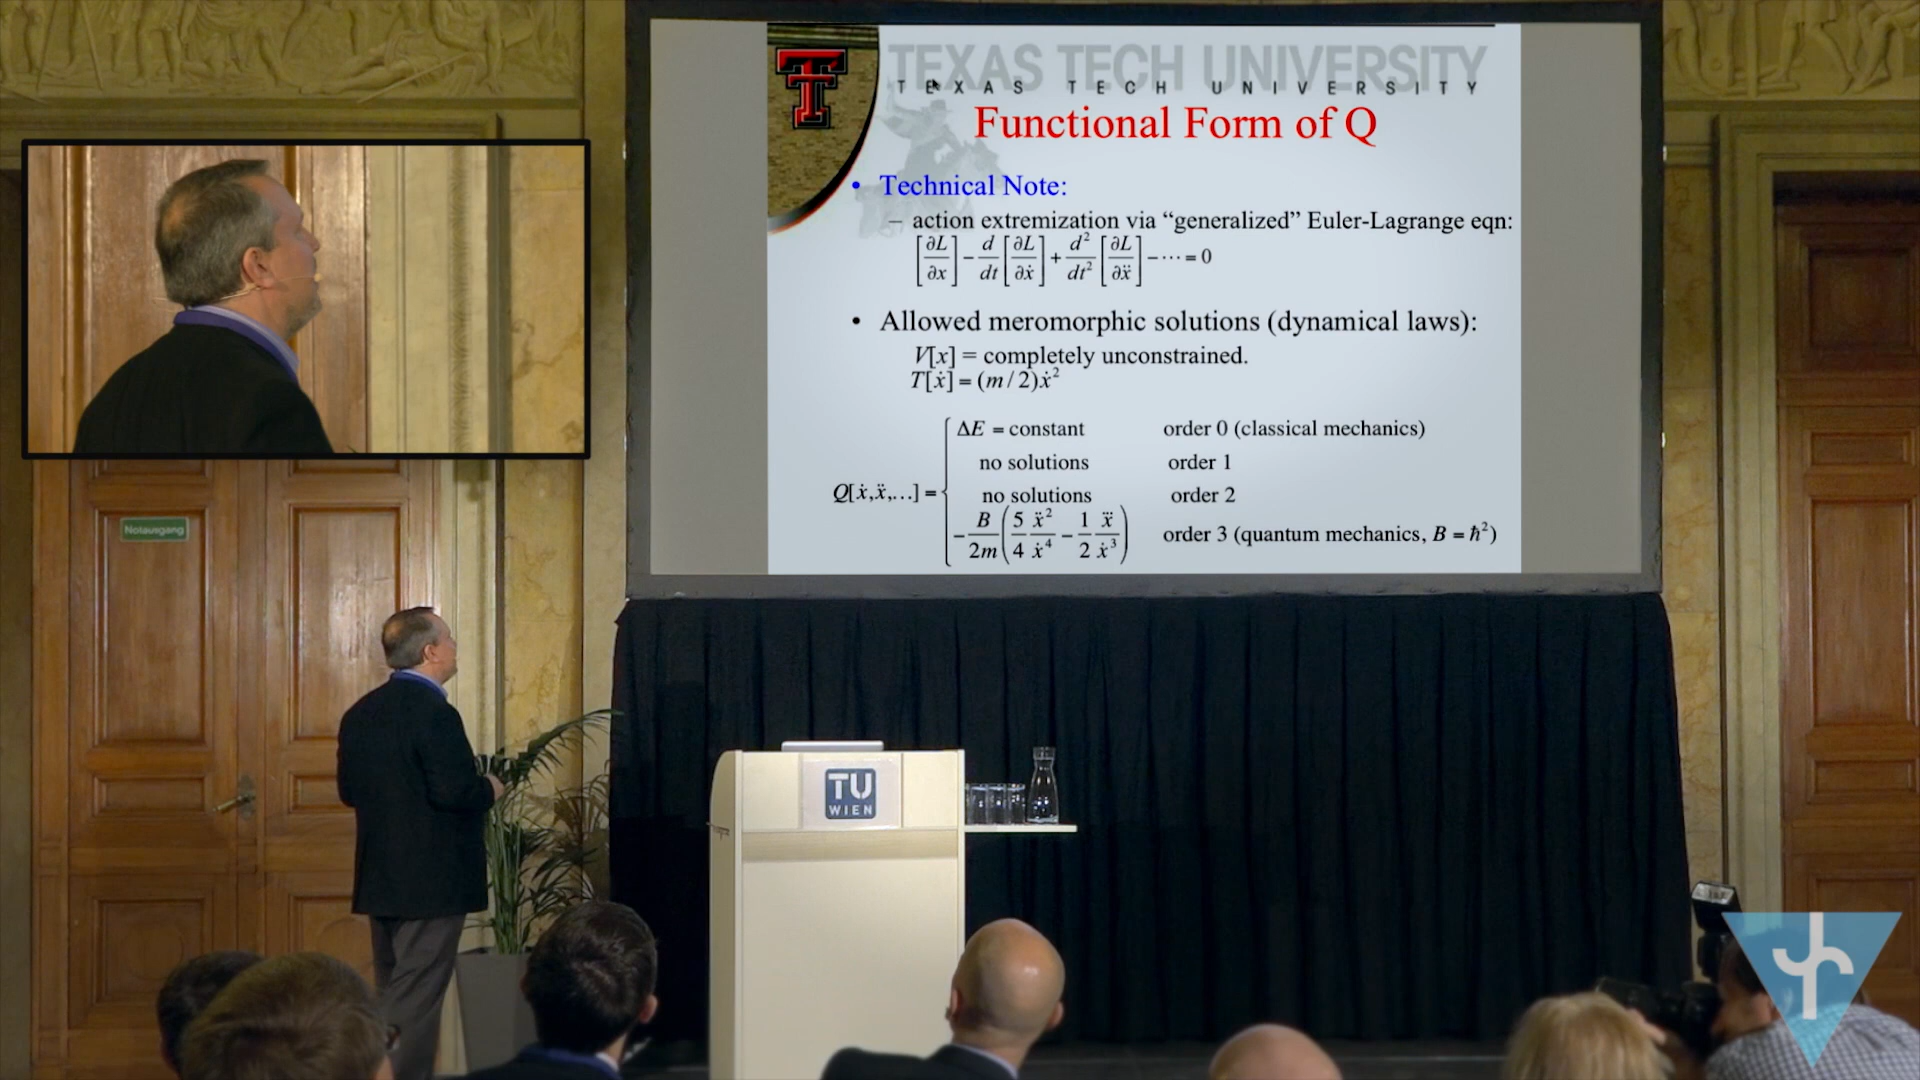 TEXAS TECH UNIVERSITY
TEXAS TECH UNIVERSITY
Functional Form of Q
• Technical Note:
– action extremization via “generalized” Euler-Lagrange eqn:
[∂L/∂x] − d/dt [∂L/∂ẋ] + d²/dt² [∂L/∂ẍ] − ⋯ = 0
• Allowed meromorphic solutions (dynamical laws):
V[x] = completely unconstrained.
T[ẋ] = (m / 2)ẋ²
ΔE = constant order 0 (classical mechanics)
no solutions order 1
Q[ẋ,ẍ,…] = { no solutions order 2
−B/2m (5/4 ẍ²/ẋ⁴ − 1/2 x⃛/ẋ³) order 3 (quantum mechanics, B = ħ²)
Notausgang
TU
WIEN